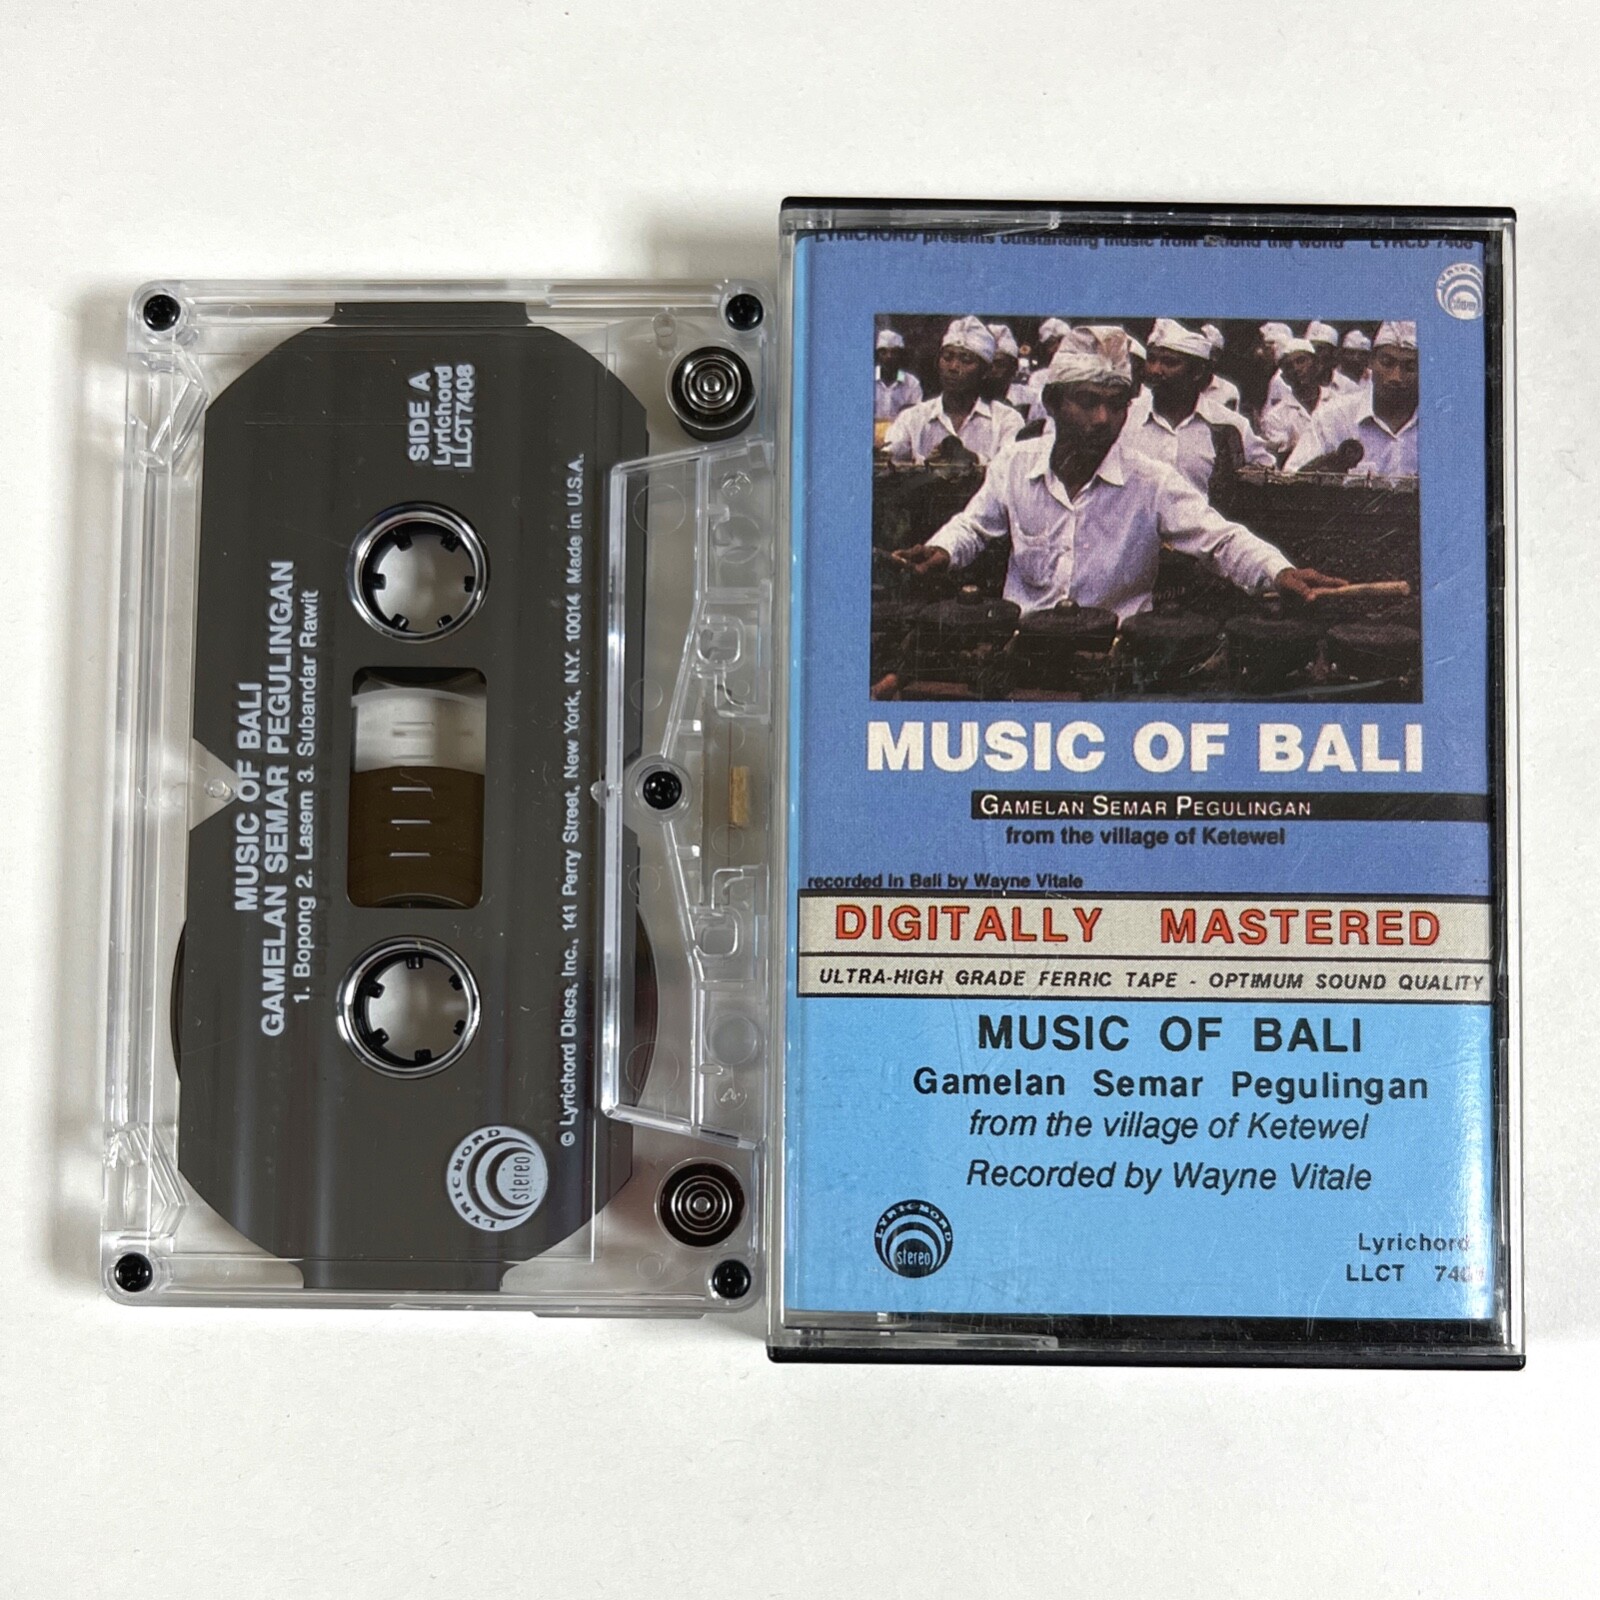 SIDE A
Lyrichord
LLCT7408
MUSIC OF BALI
GAMELAN SEMAR PEGULINGAN
1. Bopong 2. Lasem 3. Subandar Rawit
© Lyrichord Discs, Inc., 141 Perry Street, New York, N.Y. 10014 Made in U.S.A.
LYRICHORD
stereo
LYRICHORD presents outstanding music from around the world LYRCD 7408
LYRICHORD
stereo
MUSIC OF BALI
GAMELAN SEMAR PEGULINGAN
from the village of Ketewel
recorded in Bali by Wayne Vitale
DIGITALLY MASTERED
ULTRA-HIGH GRADE FERRIC TAPE - OPTIMUM SOUND QUALITY
MUSIC OF BALI
Gamelan Semar Pegulingan
from the village of Ketewel
Recorded by Wayne Vitale
LYRICHORD
stereo
Lyrichord
LLCT